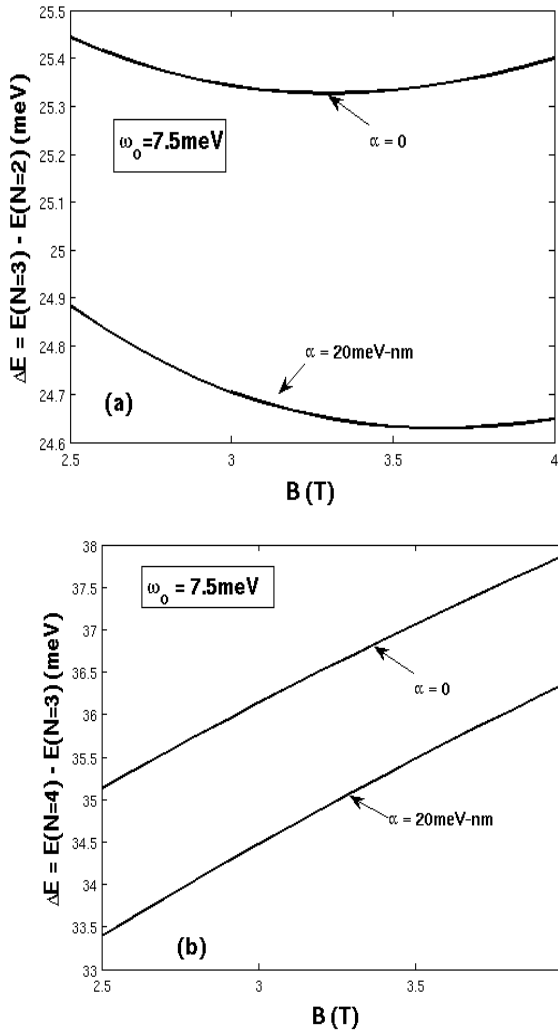 25.5
25.4
25.3
25.2
25.1
25
24.9
24.8
24.7
24.6
ΔE = E(N=3) - E(N=2) (meV)
ω₀=7.5meV
α = 0
α = 20meV-nm
(a)
2.5 3 3.5 4
B (T)
38
37.5
37
36.5
36
35.5
35
34.5
34
33.5
33
ΔE = E(N=4) - E(N=3) (meV)
ω₀ = 7.5meV
α = 0
α = 20meV-nm
(b)
2.5 3 3.5 4
B (T)